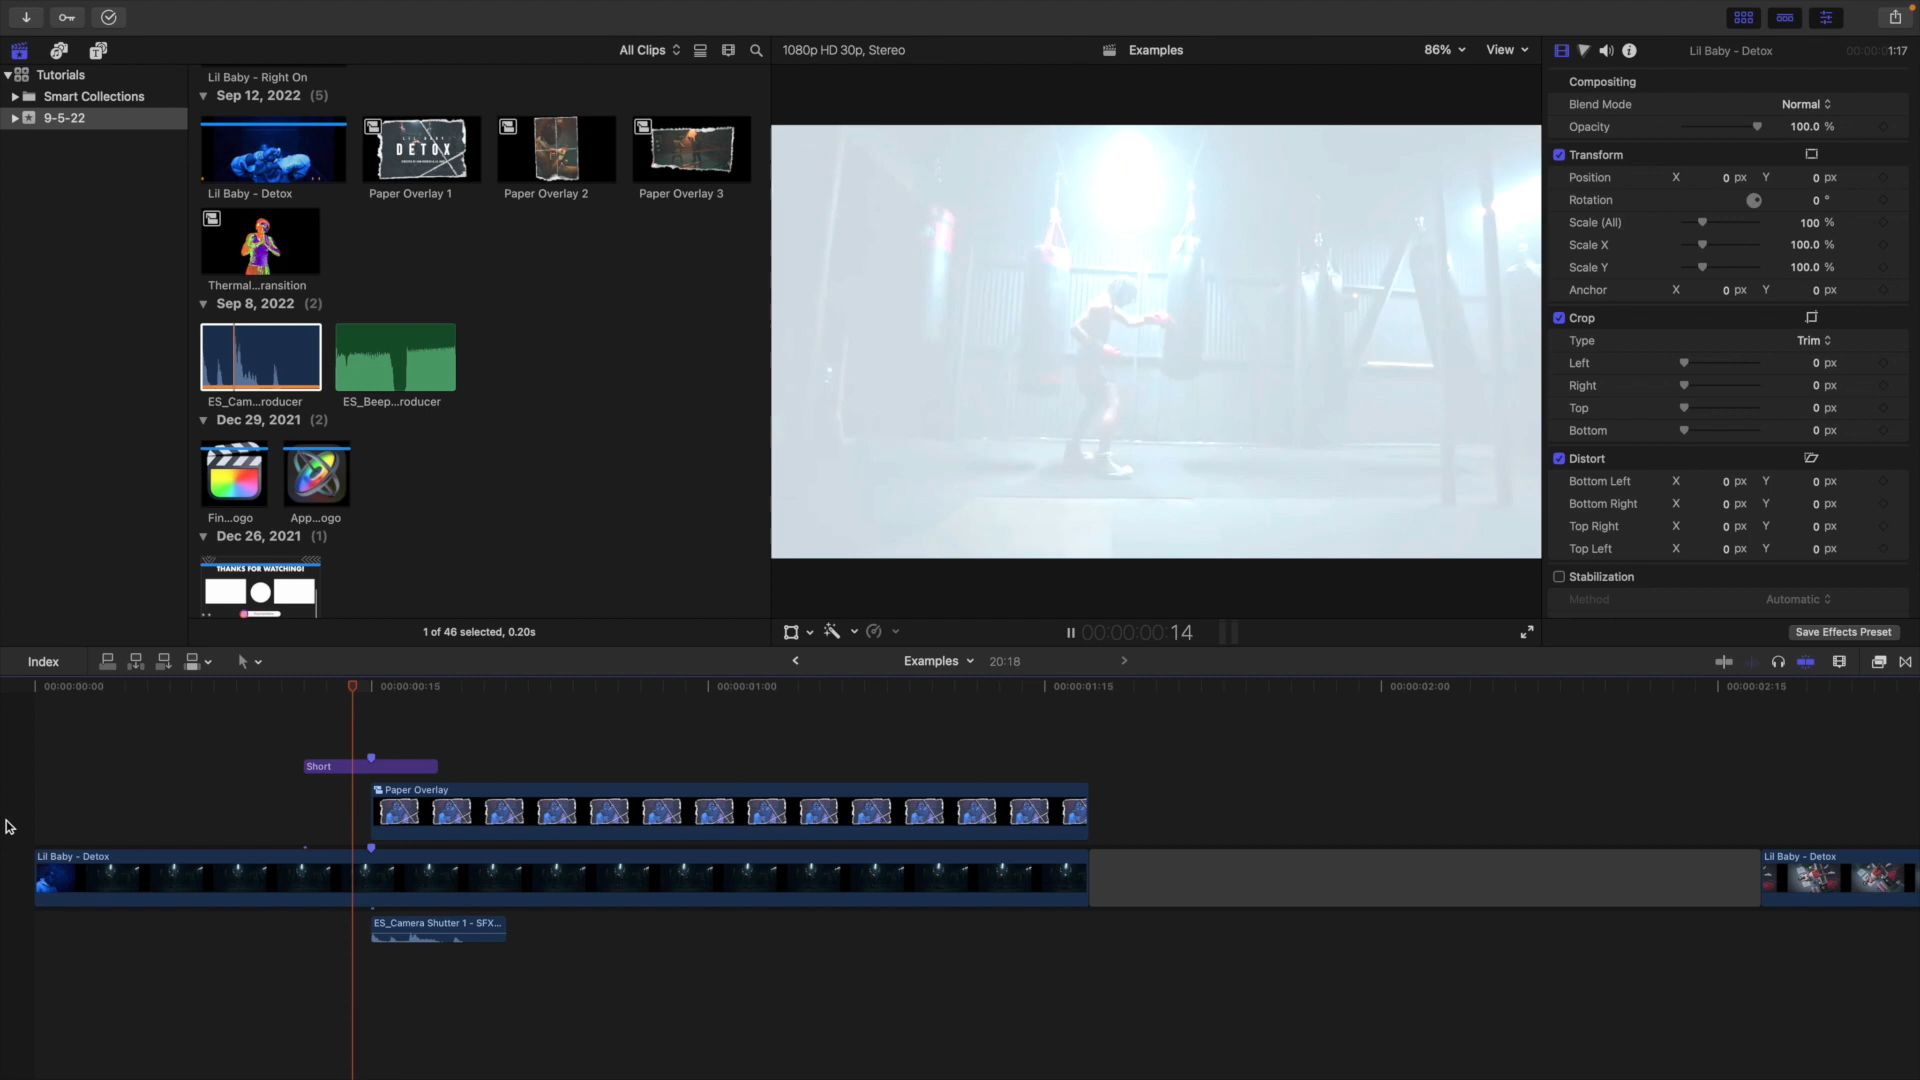 All Clips
1080p HD 30p, Stereo
Examples
86%
View
Lil Baby - Detox
00:00:01:17
Tutorials
Smart Collections
9-5-22
Lil Baby - Right On
Sep 12, 2022 (5)
DETOX
Lil Baby - Detox
Paper Overlay 1
Paper Overlay 2
Paper Overlay 3
Thermal...ransition
Sep 8, 2022 (2)
ES_Cam...roducer
ES_Beep...roducer
Dec 29, 2021 (2)
Fin...ogo
App...ogo
Dec 26, 2021 (1)
THANKS FOR WATCHING!
1 of 46 selected, 0.20s
00:00:00:14
Compositing
Blend Mode Normal
Opacity 100.0 %
Transform
Position X 0 px Y 0 px
Rotation 0 °
Scale (All) 100 %
Scale X 100.0 %
Scale Y 100.0 %
Anchor X 0 px Y 0 px
Crop
Type Trim
Left 0 px
Right 0 px
Top 0 px
Bottom 0 px
Distort
Bottom Left X 0 px Y 0 px
Bottom Right X 0 px Y 0 px
Top Right X 0 px Y 0 px
Top Left X 0 px Y 0 px
Stabilization
Method Automatic
Save Effects Preset
Index
Examples
20:18
00:00:00:00
00:00:00:15
00:00:01:00
00:00:01:15
00:00:02:00
00:00:02:15
Short
Paper Overlay
Lil Baby - Detox
Lil Baby - Detox
ES_Camera Shutter 1 - SFX...